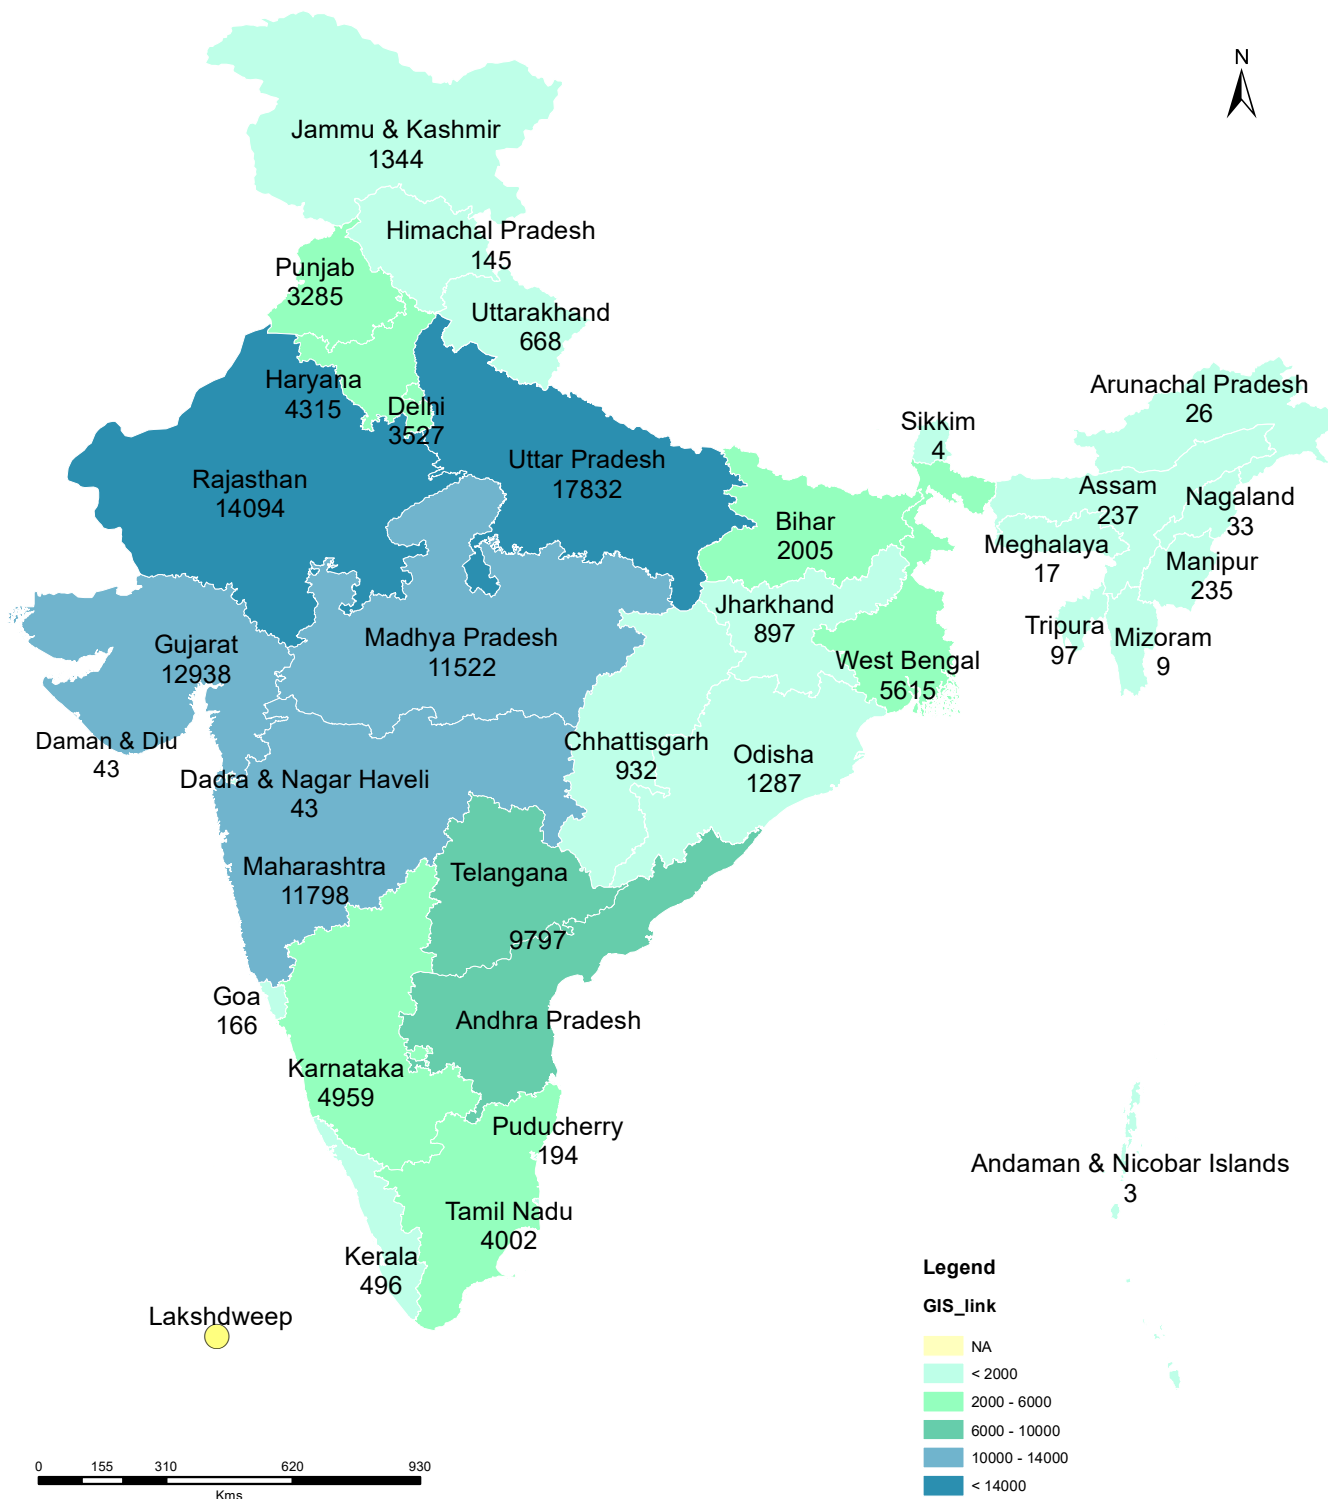 N
Jammu & Kashmir
1344
Himachal Pradesh
145
Punjab
3285
Uttarakhand
668
Haryana
4315
Delhi
3527
Arunachal Pradesh
26
Sikkim
4
Uttar Pradesh
17832
Rajasthan
14094
Assam
237
Nagaland
33
Bihar
2005
Meghalaya
17
Manipur
235
Jharkhand
897
Tripura
97
Mizoram
9
Gujarat
12938
Madhya Pradesh
11522
West Bengal
5615
Daman & Diu
43
Chhattisgarh
932
Odisha
1287
Dadra & Nagar Haveli
43
Maharashtra
11798
Telangana
9797
Goa
166
Andhra Pradesh
Karnataka
4959
Puducherry
194
Andaman & Nicobar Islands
3
Tamil Nadu
4002
Kerala
496
Lakshdweep
Legend
GIS_link
NA
< 2000
2000 - 6000
6000 - 10000
10000 - 14000
< 14000
0 155 310 620 930
Kms